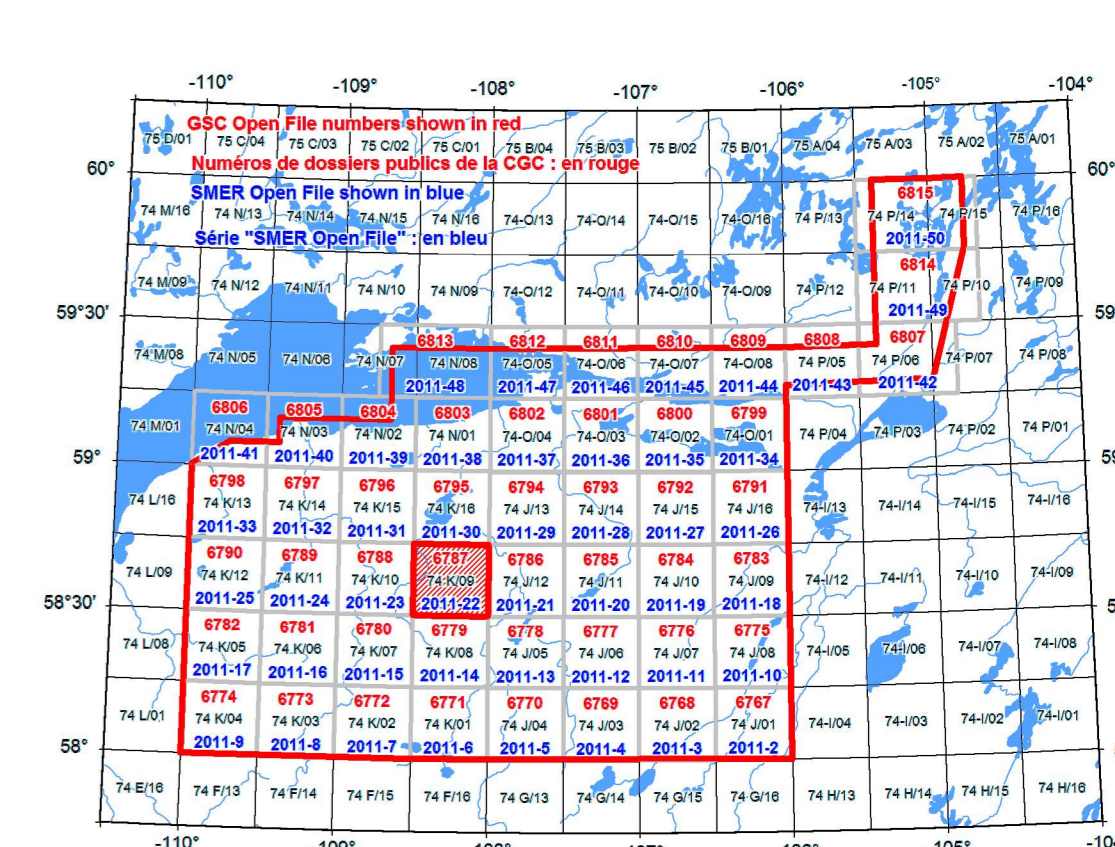 -110° -109° -108° -107° -106° -105° -104°
GSC Open File numbers shown in red
75 D/01 75 C/04 75 C/03 75 C/02 75 C/01 75 B/04 75 B/03 75 B/02 75 B/01 75 A/04 75 A/03 75 A/02 75 A/01
Numéros de dossiers publics de la CGC : en rouge
60° 60°
SMER Open File shown in blue
6815
74 M/16 74 N/13 74 N/14 74 N/15 74 N/16 74-O/13 74-O/14 74-O/15 74-O/16 74 P/13 74 P/14 74 P/15 74 P/16
Série "SMER Open File" : en bleu
2011-50
6814
74 M/09 74 N/12 74 N/11 74 N/10 74 N/09 74-O/12 74-O/11 74-O/10 74-O/09 74 P/12 74 P/11 74 P/10 74 P/09
2011-49
59°30' 59
6813 6812 6811 6810 6809 6808 6807
74 M/08 74 N/05 74 N/06 74 N/07 74 N/08 74-O/05 74-O/06 74-O/07 74-O/08 74 P/05 74 P/06 74 P/07 74 P/08
2011-48 2011-47 2011-46 2011-45 2011-44 2011-43 2011-42
6806 6805 6804 6803 6802 6801 6800 6799
74 M/01 74 N/04 74 N/03 74 N/02 74 N/01 74-O/04 74-O/03 74-O/02 74-O/01 74 P/04 74 P/03 74 P/02 74 P/01
2011-41 2011-40 2011-39 2011-38 2011-37 2011-36 2011-35 2011-34
59° 59
6798 6797 6796 6795 6794 6793 6792 6791
74 L/16 74 K/13 74 K/14 74 K/15 74 K/16 74 J/13 74 J/14 74 J/15 74 J/16 74-I/13 74-I/14 74-I/15 74-I/16
2011-33 2011-32 2011-31 2011-30 2011-29 2011-28 2011-27 2011-26
6790 6789 6788 6787 6786 6785 6784 6783
74 L/09 74 K/12 74 K/11 74 K/10 74 K/09 74 J/12 74 J/11 74 J/10 74 J/09 74-I/12 74-I/11 74-I/10 74-I/09
2011-25 2011-24 2011-23 2011-22 2011-21 2011-20 2011-19 2011-18
58°30' 5
6782 6781 6780 6779 6778 6777 6776 6775
74 L/08 74 K/05 74 K/06 74 K/07 74 K/08 74 J/05 74 J/06 74 J/07 74 J/08 74-I/05 74-I/06 74-I/07 74-I/08
2011-17 2011-16 2011-15 2011-14 2011-13 2011-12 2011-11 2011-10
6774 6773 6772 6771 6770 6769 6768 6767
74 L/01 74 K/04 74 K/03 74 K/02 74 K/01 74 J/04 74 J/03 74 J/02 74 J/01 74-I/04 74-I/03 74-I/02 74-I/01
2011-9 2011-8 2011-7 2011-6 2011-5 2011-4 2011-3 2011-2
58°
74 E/16 74 F/13 74 F/14 74 F/15 74 F/16 74 G/13 74 G/14 74 G/15 74 G/16 74 H/13 74 H/14 74 H/15 74 H/16
-110° -109° -108° -107° -106° -105° -10